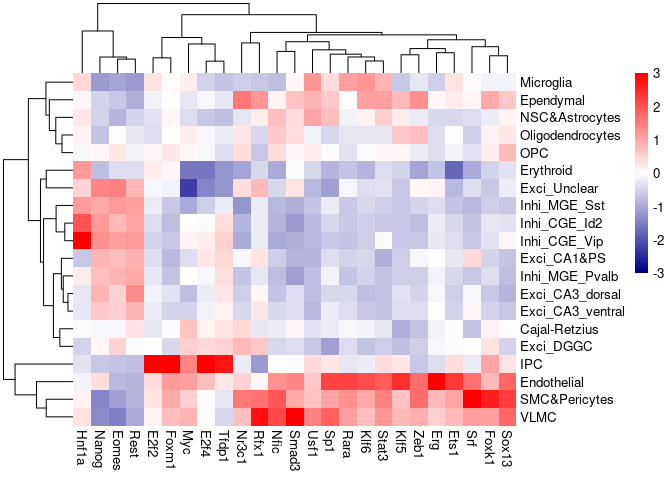 Microglia
Ependymal
NSC&Astrocytes
Oligodendrocytes
OPC
Erythroid
Exci_Unclear
Inhi_MGE_Sst
Inhi_CGE_Id2
Inhi_CGE_Vip
Exci_CA1&PS
Inhi_MGE_Pvalb
Exci_CA3_dorsal
Exci_CA3_ventral
Cajal-Retzius
Exci_DGGC
IPC
Endothelial
SMC&Pericytes
VLMC
3
2
1
0
-1
-2
-3
Hnf1a
Nanog
Eomes
Rest
E2f2
Foxm1
Myc
E2f4
Tfdp1
Nr3c1
Rfx1
Nfic
Smad3
Usf1
Sp1
Rara
Klf6
Stat3
Klf5
Zeb1
Erg
Ets1
Srf
Foxk1
Sox13